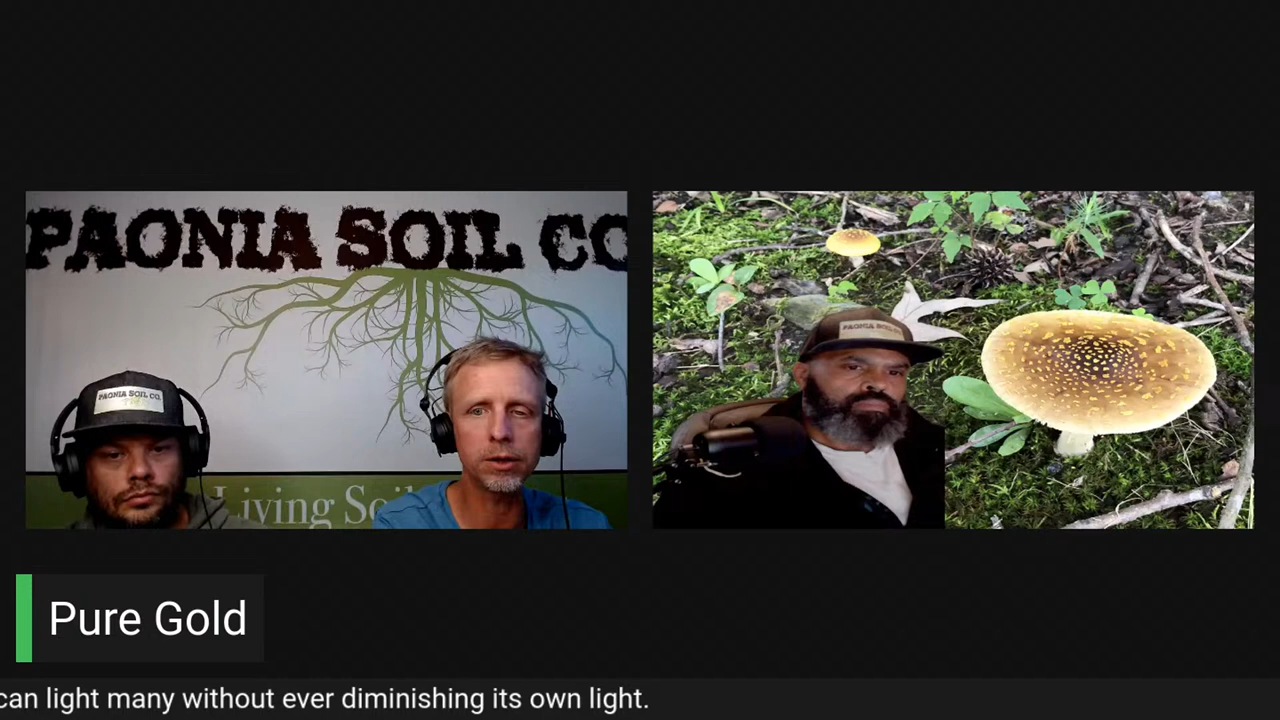 PAONIA SOIL CO
PAONIA SOIL CO.
PAONIA SOIL
Living So
Pure Gold
can light many without ever diminishing its own light.